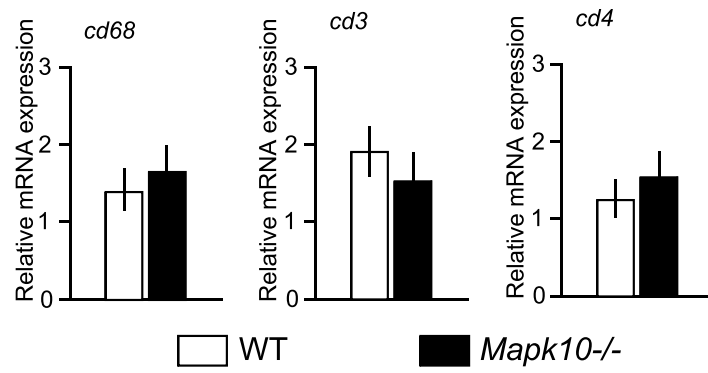 cd68
Relative mRNA expression
3
2
1
0
cd3
Relative mRNA expression
3
2
1
0
cd4
Relative mRNA expression
3
2
1
0
WT
Mapk10-/-